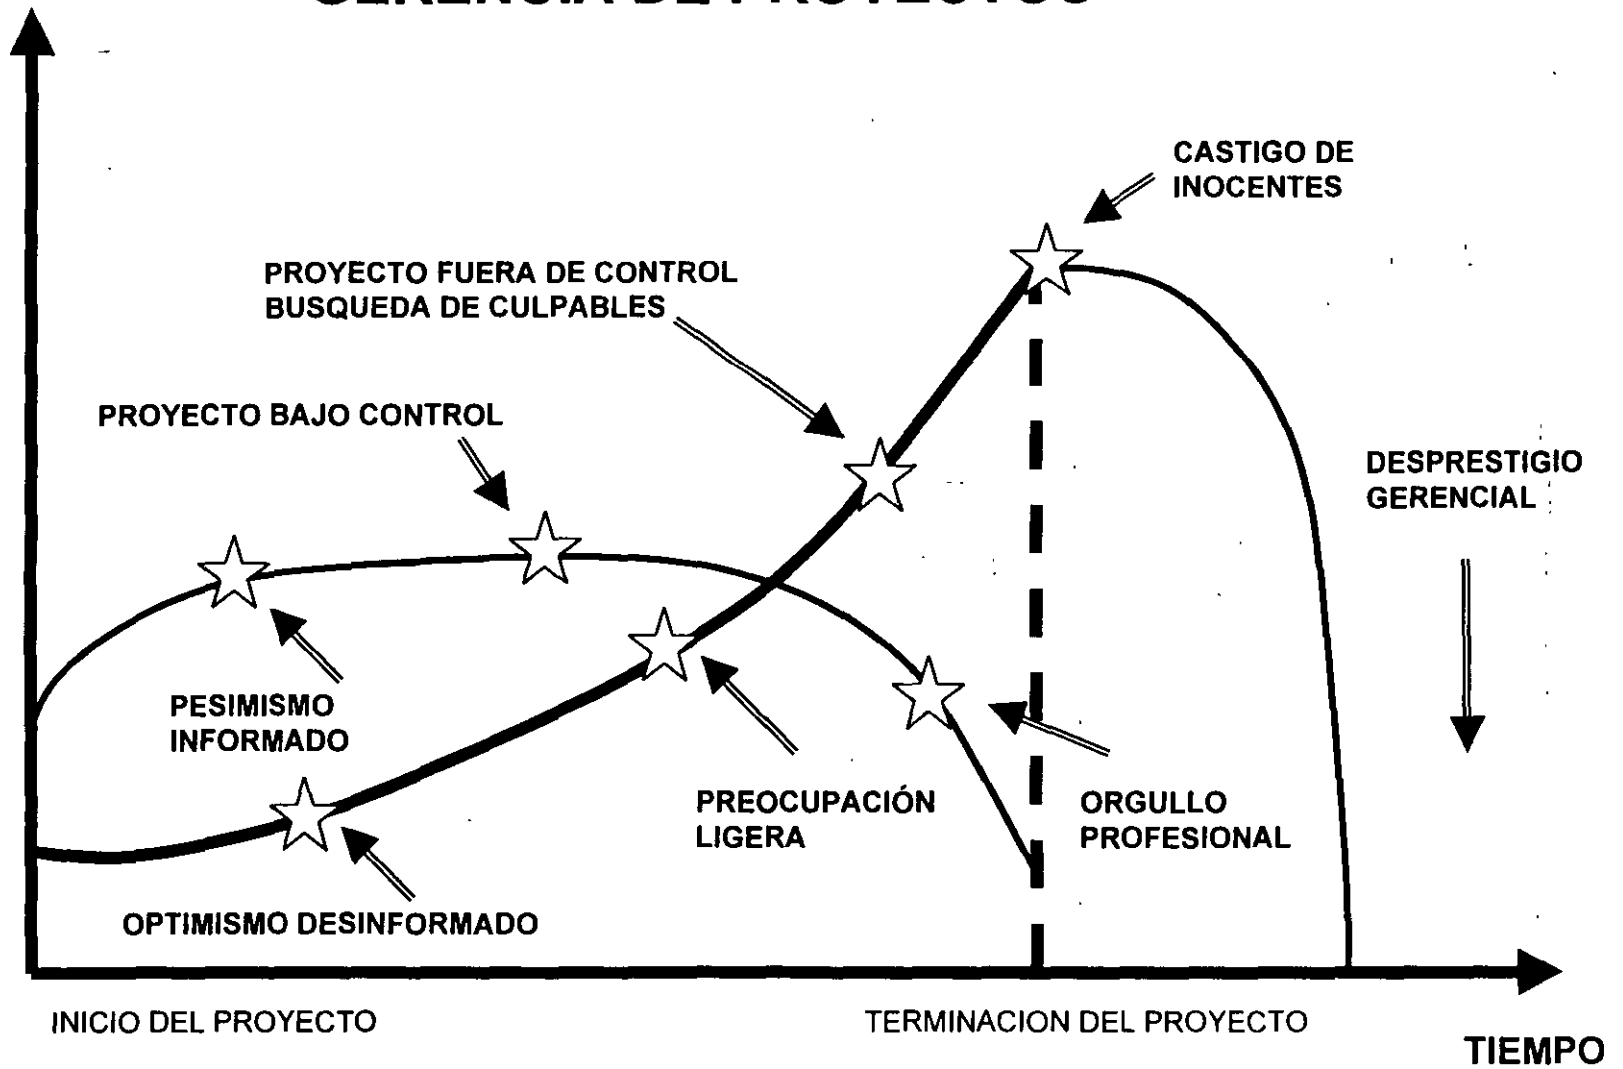 GERENCIA DE PROYECTOS
CASTIGO DE
INOCENTES
PROYECTO FUERA DE CONTROL
BUSQUEDA DE CULPABLES
PROYECTO BAJO CONTROL
DESPRESTIGIO
GERENCIAL
PESIMISMO
INFORMADO
PREOCUPACIÓN
LIGERA
ORGULLO
PROFESIONAL
OPTIMISMO DESINFORMADO
INICIO DEL PROYECTO
TERMINACION DEL PROYECTO
TIEMPO